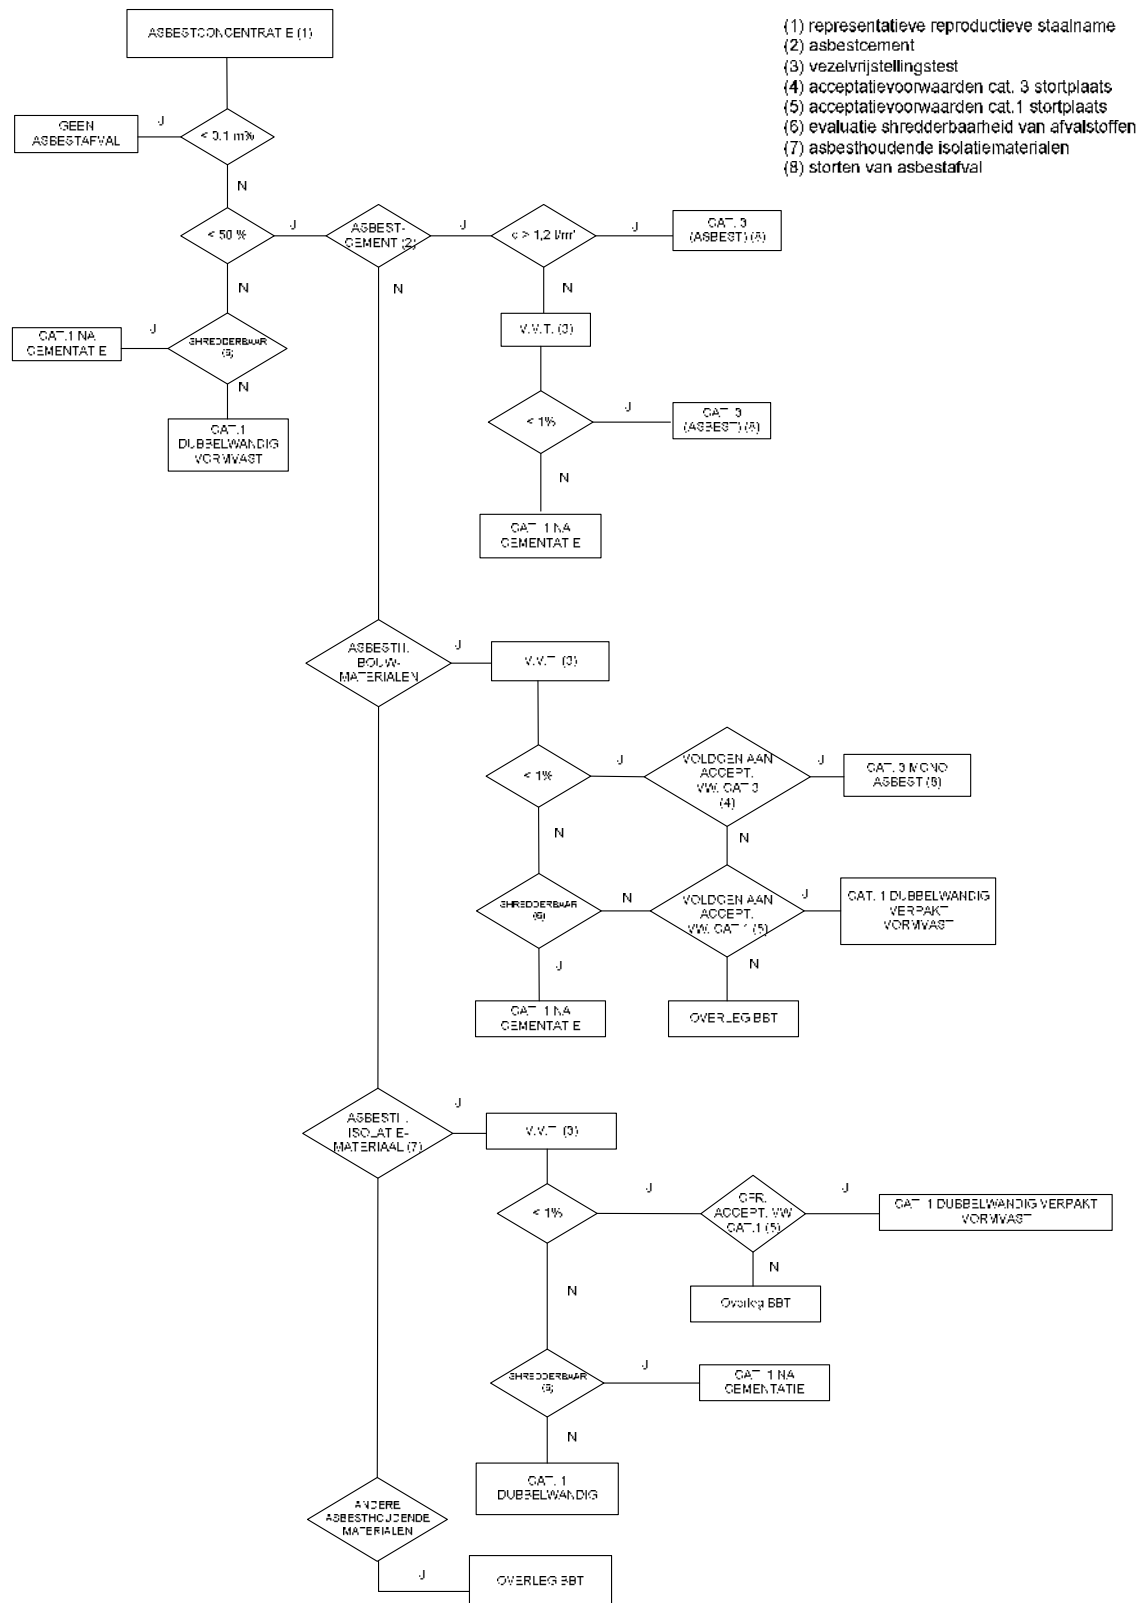 ASBESTCONCENTRATIE (1)
(1) representatieve reproductieve staalname
(2) asbestcement
(3) vezelvrijstellingstest
(4) acceptatievoorwaarden cat. 3 stortplaats
(5) acceptatievoorwaarden cat.1 stortplaats
(6) evaluatie shredderbaarheid van afvalstoffen
(7) asbesthoudende isolatiematerialen
(8) storten van asbestafval
GEEN
ASBESTAFVAL
J
< 0.1 m%
N
< 50 %
J
ASBEST-
CEMENT (2)
J
J
CAT. 3
(ASBEST) (8)
N
N
N
CAT.1 NA
CEMENTATIE
J
SHREDDERBAAR
(6)
V.V.T. (3)
N
CAT.1
DUBBELWANDIG
VORMVAST
< 1%
J
CAT. 3
(ASBEST) (8)
N
CAT. 1 NA
CEMENTATIE
ASBESTH.
BOUW-
MATERIALEN
J
V.V.T. (3)
< 1%
J
VOLDOEN AAN
ACCEPT.
VW. CAT.3
(4)
J
CAT. 3 MONO
ASBEST (8)
N
N
SHREDDERBAAR
(6)
N
VOLDOEN AAN
ACCEPT.
VW. CAT.1 (5)
J
CAT. 1 DUBBELWANDIG
VERPAKT
VORMVAST
J
N
CAT. 1 NA
CEMENTATIE
OVERLEG BBT
ASBESTH.
ISOLATIE-
MATERIAAL (7)
J
V.V.T. (3)
< 1%
J
CFR.
ACCEPT. VW
CAT.1 (5)
J
CAT. 1 DUBBELWANDIG VERPAKT
VORMVAST
N
Overleg BBT
N
SHREDDERBAAR
(6)
J
CAT. 1 NA
CEMENTATIE
N
CAT. 1
DUBBELWANDIG
ANDERE
ASBESTHOUDENDE
MATERIALEN
J
OVERLEG BBT